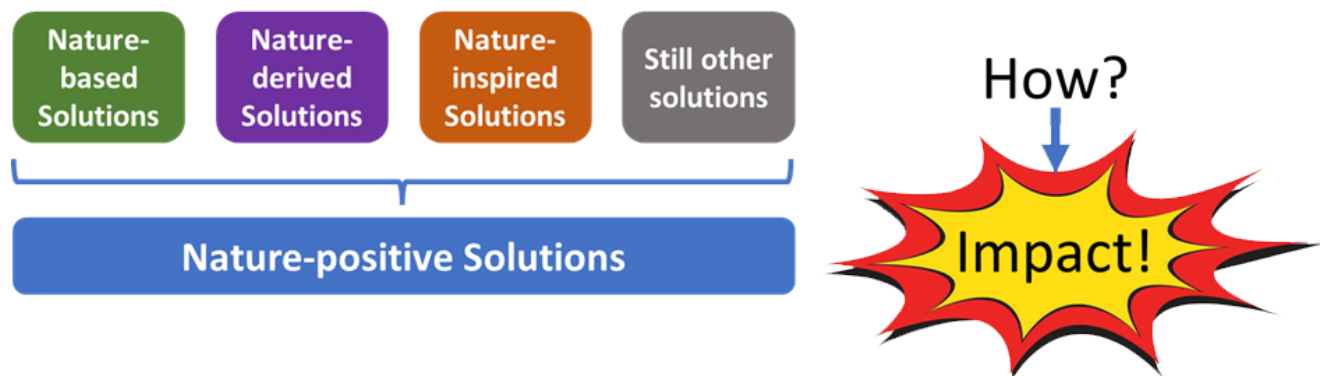 Nature-
based
Solutions
Nature-
derived
Solutions
Nature-
inspired
Solutions
Still other
solutions
Nature-positive Solutions
How?
Impact!